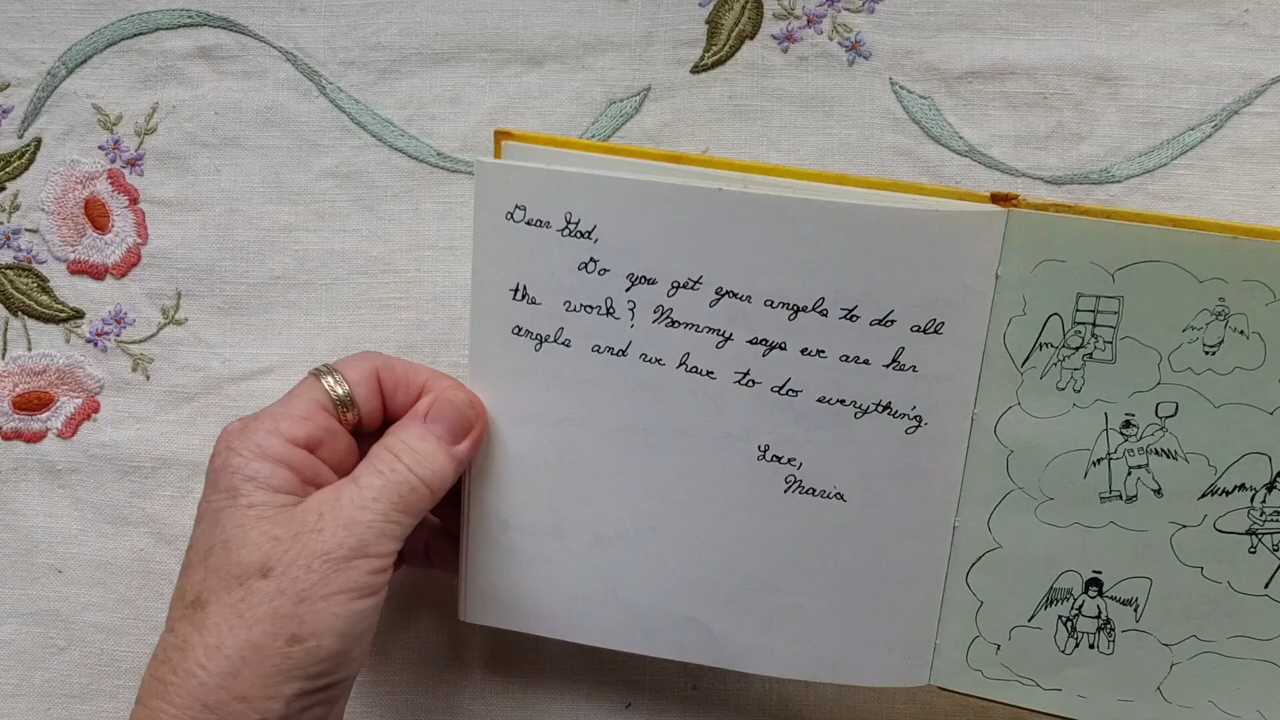 Dear God,
Do you get your angels to do all
the work? Mommy says we are her
angels and we have to do everything.
Love,
Maria